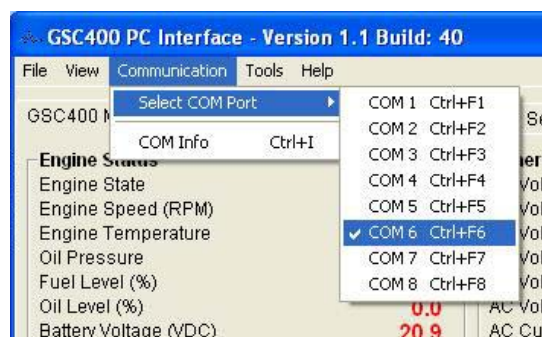 GSC400 PC Interface - Version 1.1 Build: 40
File View Communication Tools Help
Select COM Port
COM Info Ctrl+I
COM 1 Ctrl+F1
COM 2 Ctrl+F2
COM 3 Ctrl+F3
COM 4 Ctrl+F4
COM 5 Ctrl+F5
COM 6 Ctrl+F6
COM 7 Ctrl+F7
COM 8 Ctrl+F8
GSC400
Engine Status
Engine State
Engine Speed (RPM)
Engine Temperature
Oil Pressure
Fuel Level (%)
Oil Level (%) 0.0
Battery Voltage (VDC) 20.9
AC
AC